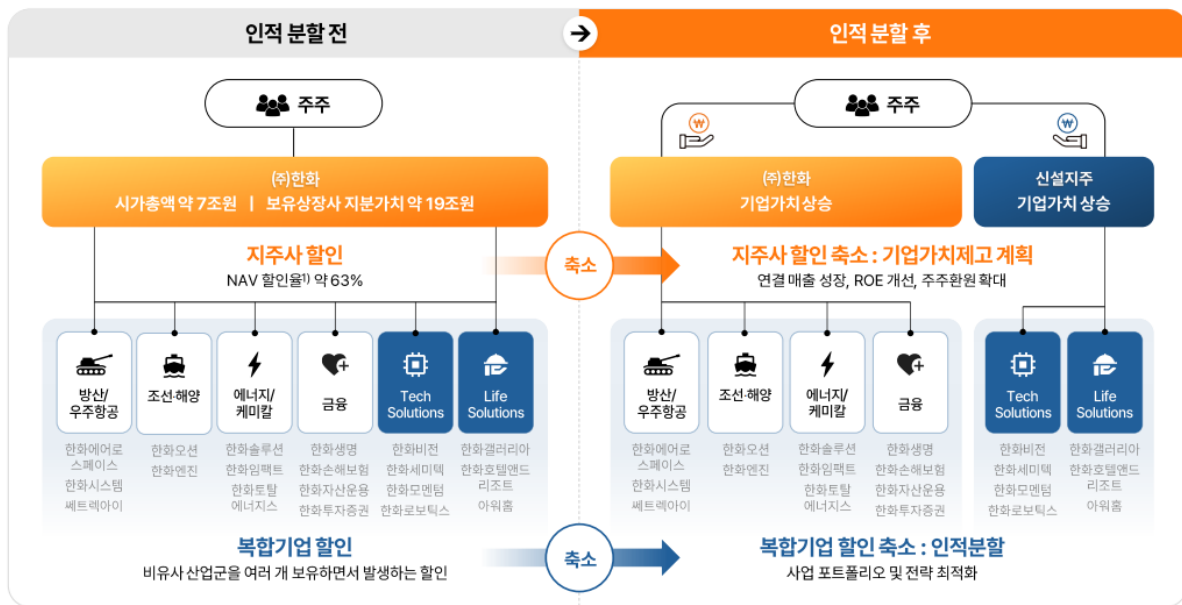 인적 분할 전
인적 분할 후
주주
㈜한화
시가총액 약 7조원 | 보유상장사 지분가치 약 19조원
지주사 할인
NAV 할인율1) 약 63%
방산/
우주항공
조선·해양
에너지/
케미칼
금융
Tech
Solutions
Life
Solutions
한화에어로
스페이스
한화시스템
쎄트렉아이
한화오션
한화엔진
한화솔루션
한화임팩트
한화토탈
에너지스
한화생명
한화손해보험
한화자산운용
한화투자증권
한화비전
한화세미텍
한화모멘텀
한화로보틱스
한화갤러리아
한화호텔앤드
리조트
아워홈
복합기업 할인
비유사 산업군을 여러 개 보유하면서 발생하는 할인
축소
축소
주주
₩
₩
㈜한화
기업가치 상승
신설지주
기업가치 상승
지주사 할인 축소 : 기업가치제고 계획
연결 매출 성장, ROE 개선, 주주환원 확대
방산/
우주항공
조선·해양
에너지/
케미칼
금융
Tech
Solutions
Life
Solutions
한화에어로
스페이스
한화시스템
쎄트렉아이
한화오션
한화엔진
한화솔루션
한화임팩트
한화토탈
에너지스
한화생명
한화손해보험
한화자산운용
한화투자증권
한화비전
한화세미텍
한화모멘텀
한화로보틱스
한화갤러리아
한화호텔앤드
리조트
아워홈
복합기업 할인 축소 : 인적분할
사업 포트폴리오 및 전략 최적화